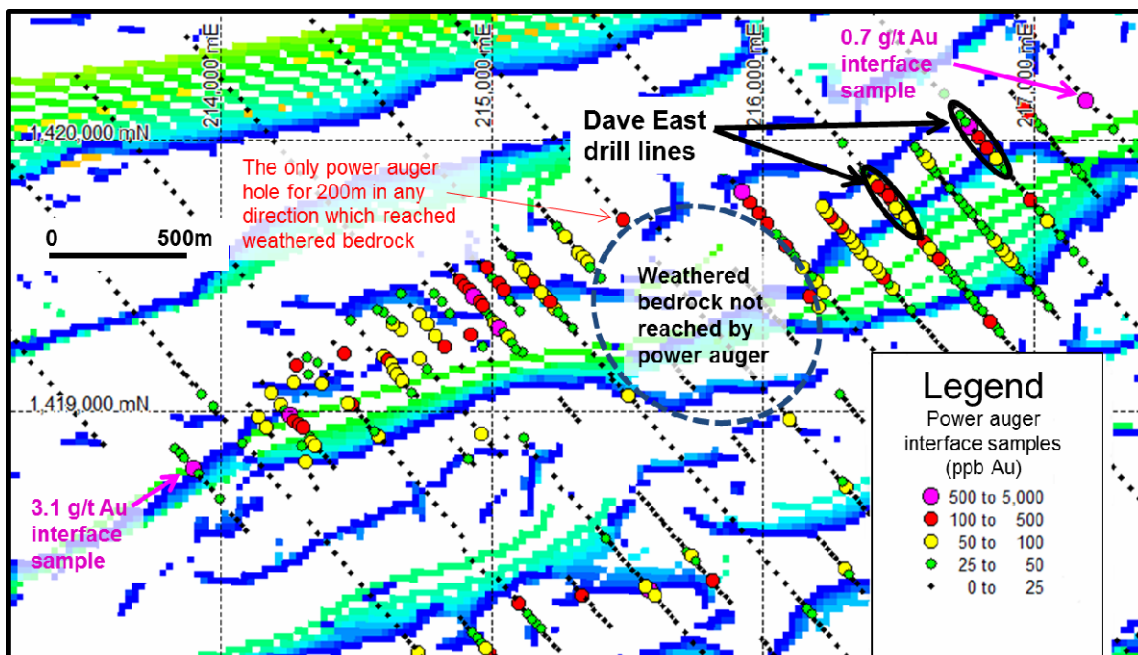 214,000 mE
215,000 mE
216,000 mE
217,000 mE
0.7 g/t Au
interface
sample
1,420,000 mN
Dave East
drill lines
The only power auger
hole for 200m in any
direction which reached
weathered bedrock
0 500m
Weathered
bedrock not
reached by
power auger
1,419,000 mN
3.1 g/t Au
interface
sample
Legend
Power auger
interface samples
(ppb Au)
500 to 5,000
100 to 500
50 to 100
25 to 50
0 to 25